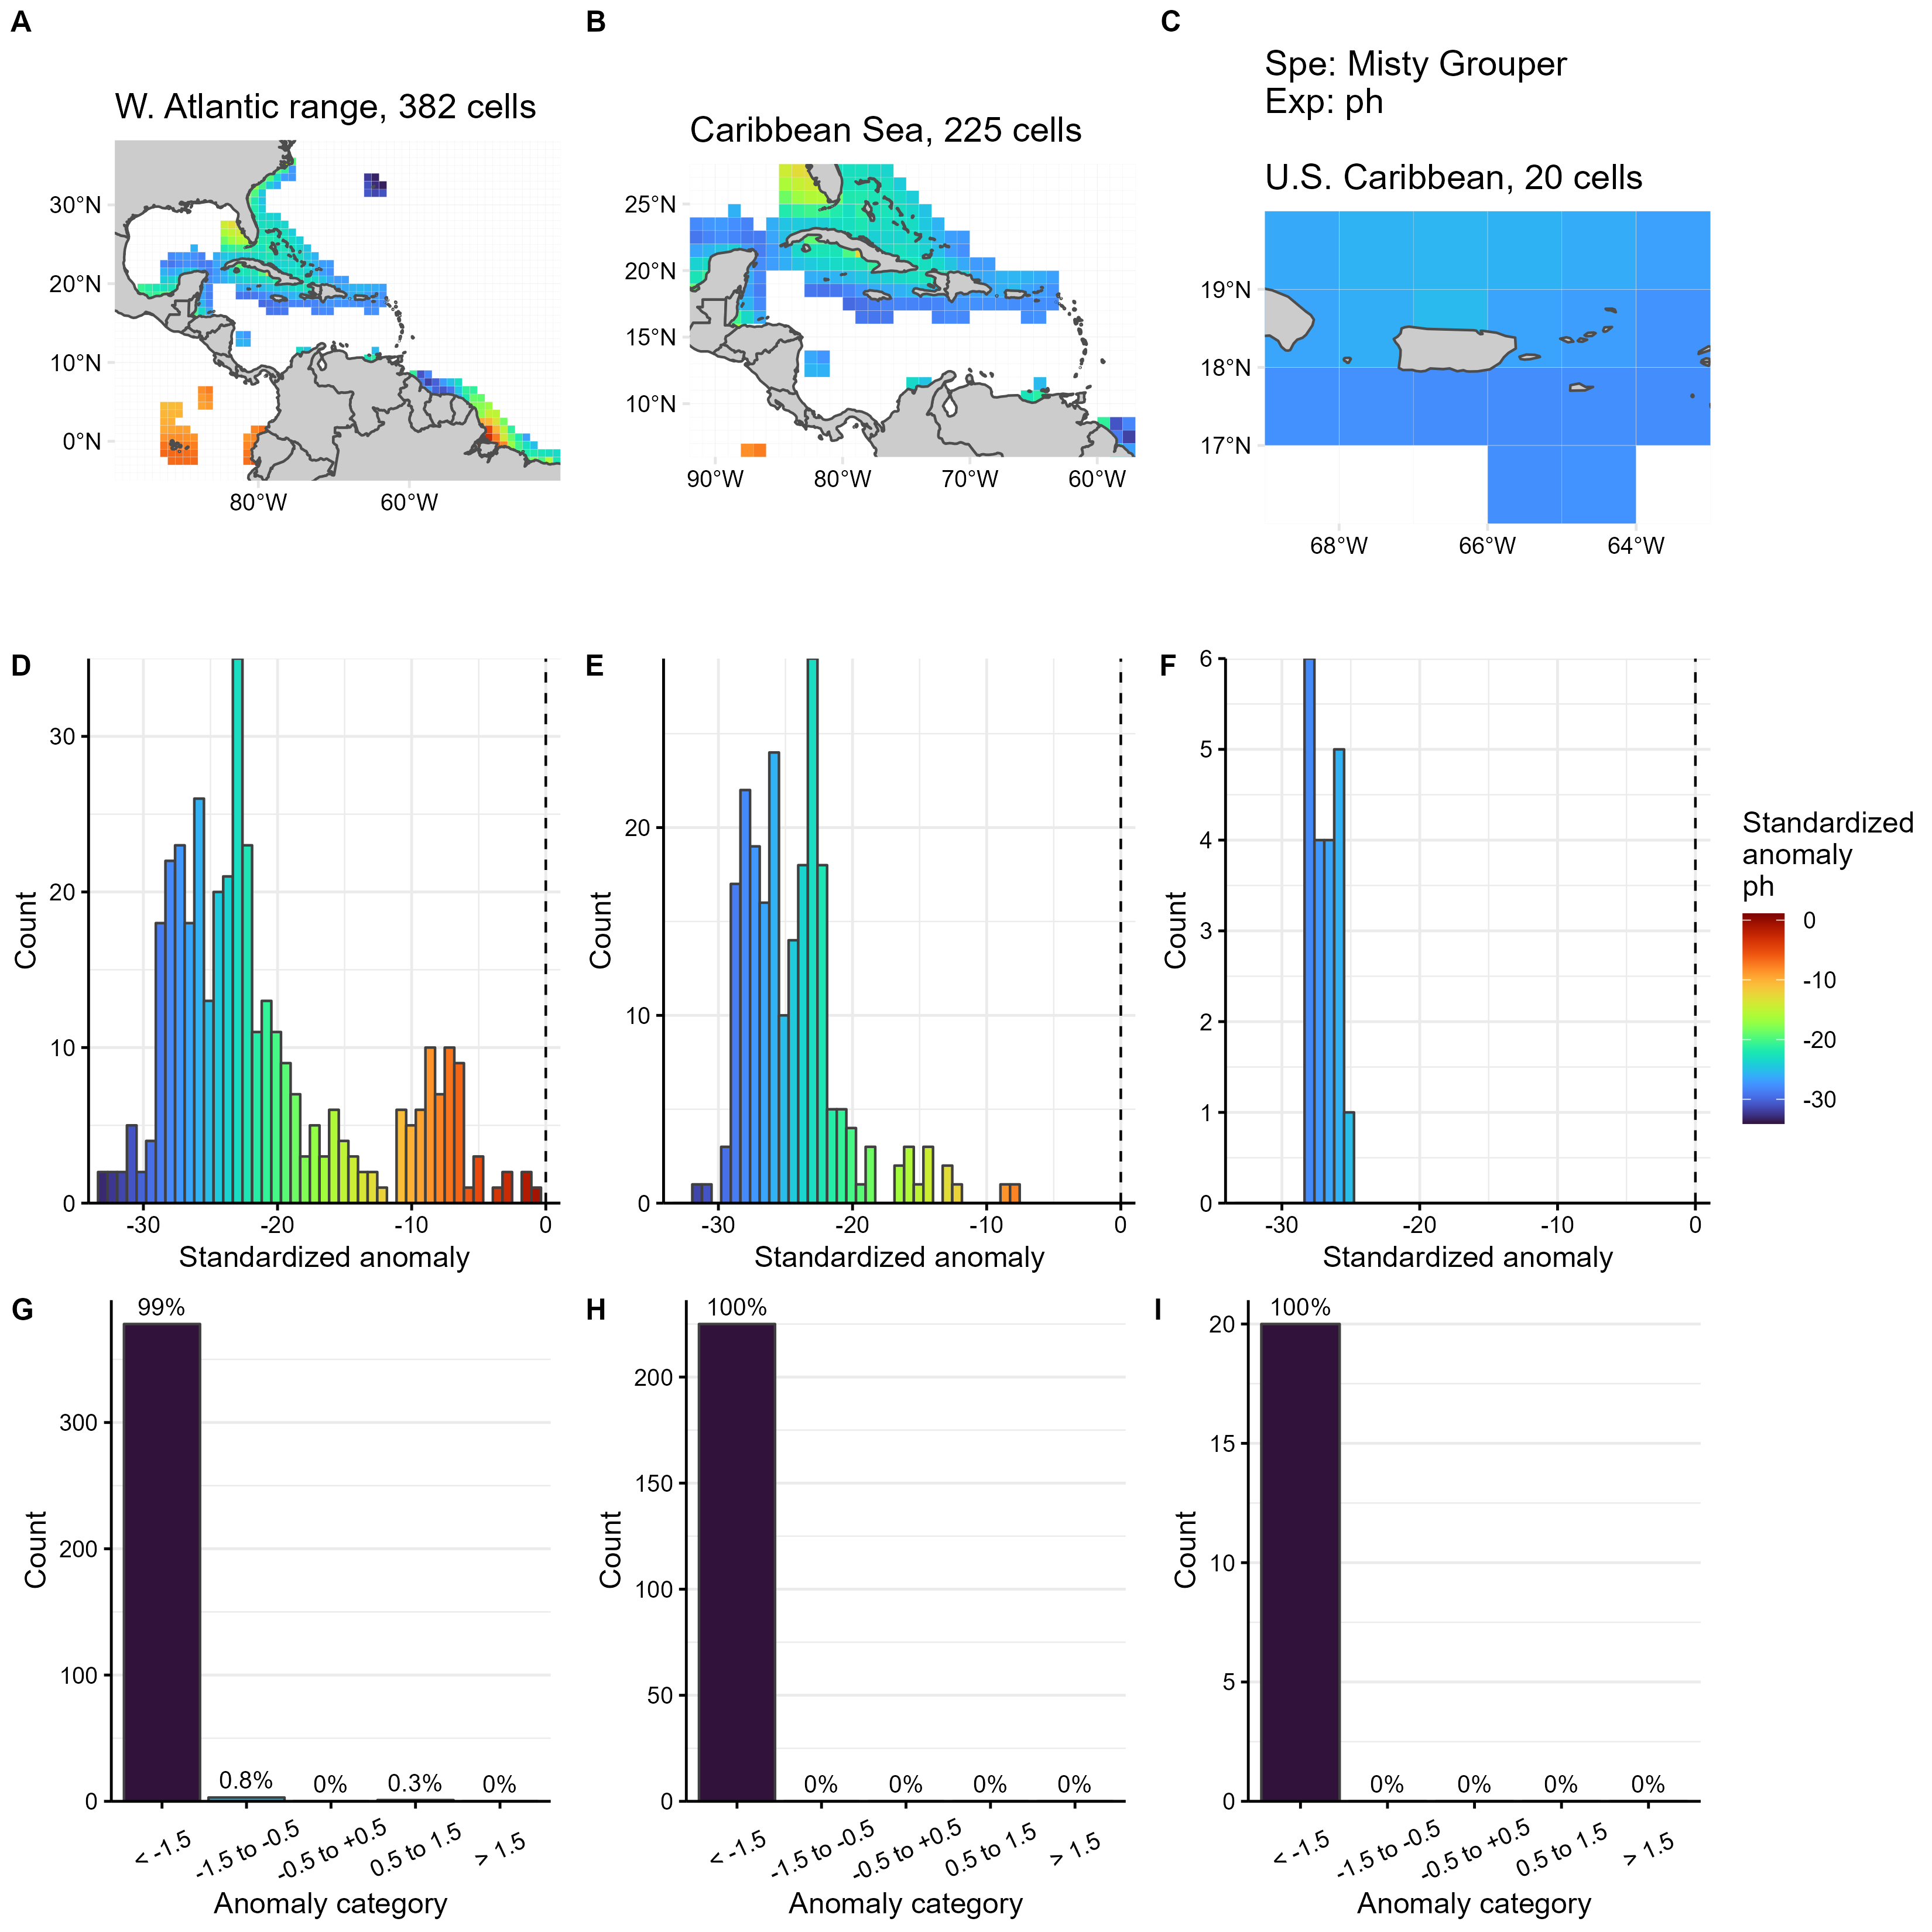 A
B
C
Spe: Misty Grouper
Exp: ph
W. Atlantic range, 382 cells
Caribbean Sea, 225 cells
U.S. Caribbean, 20 cells
30°N
20°N
10°N
0°N
80°W
60°W
25°N
20°N
15°N
10°N
90°W
80°W
70°W
60°W
19°N
18°N
17°N
68°W
66°W
64°W
D
Count
30
20
10
0
-30
-20
-10
0
Standardized anomaly
E
Count
20
10
0
-30
-20
-10
0
Standardized anomaly
F
Count
6
5
4
3
2
1
0
-30
-20
-10
0
Standardized anomaly
Standardized
anomaly
ph
0
-10
-20
-30
G
Count
300
200
100
0
99%
0.8%
0%
0.3%
0%
< -1.5
-1.5 to -0.5
-0.5 to +0.5
0.5 to 1.5
> 1.5
Anomaly category
H
Count
200
150
100
50
0
100%
0%
0%
0%
0%
< -1.5
-1.5 to -0.5
-0.5 to +0.5
0.5 to 1.5
> 1.5
Anomaly category
I
Count
20
15
10
5
0
100%
0%
0%
0%
0%
< -1.5
-1.5 to -0.5
-0.5 to +0.5
0.5 to 1.5
> 1.5
Anomaly category